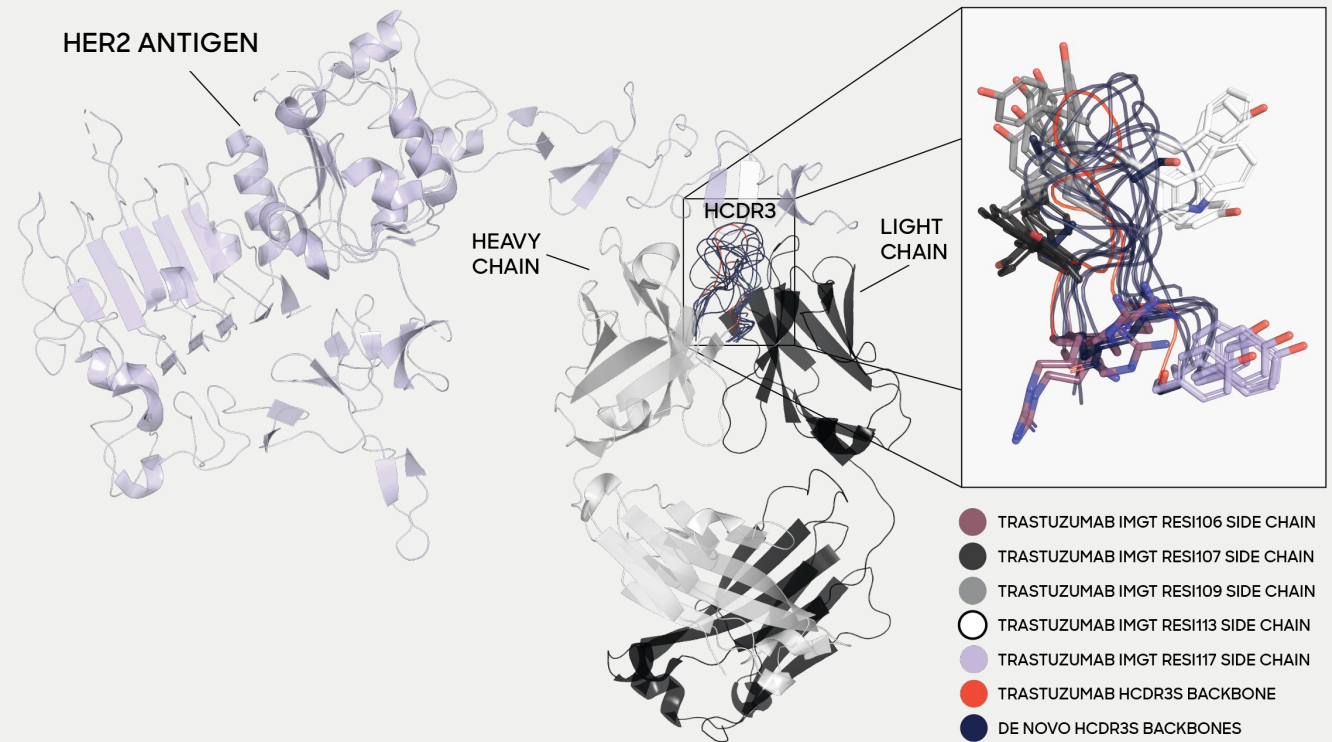 HER2 ANTIGEN
HCDR3
HEAVY
CHAIN
LIGHT
CHAIN
TRASTUZUMAB IMGT RESI106 SIDE CHAIN
TRASTUZUMAB IMGT RESI107 SIDE CHAIN
TRASTUZUMAB IMGT RESI109 SIDE CHAIN
TRASTUZUMAB IMGT RESI113 SIDE CHAIN
TRASTUZUMAB IMGT RESI117 SIDE CHAIN
TRASTUZUMAB HCDR3S BACKBONE
DE NOVO HCDR3S BACKBONES